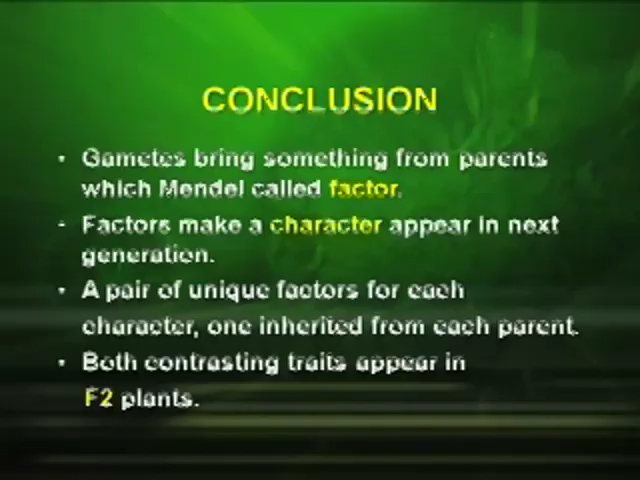 CONCLUSION
• Gametes bring something from parents
which Mendel called factor.
• Factors make a character appear in next
generation.
• A pair of unique factors for each
character, one inherited from each parent.
• Both contrasting traits appear in
F2 plants.